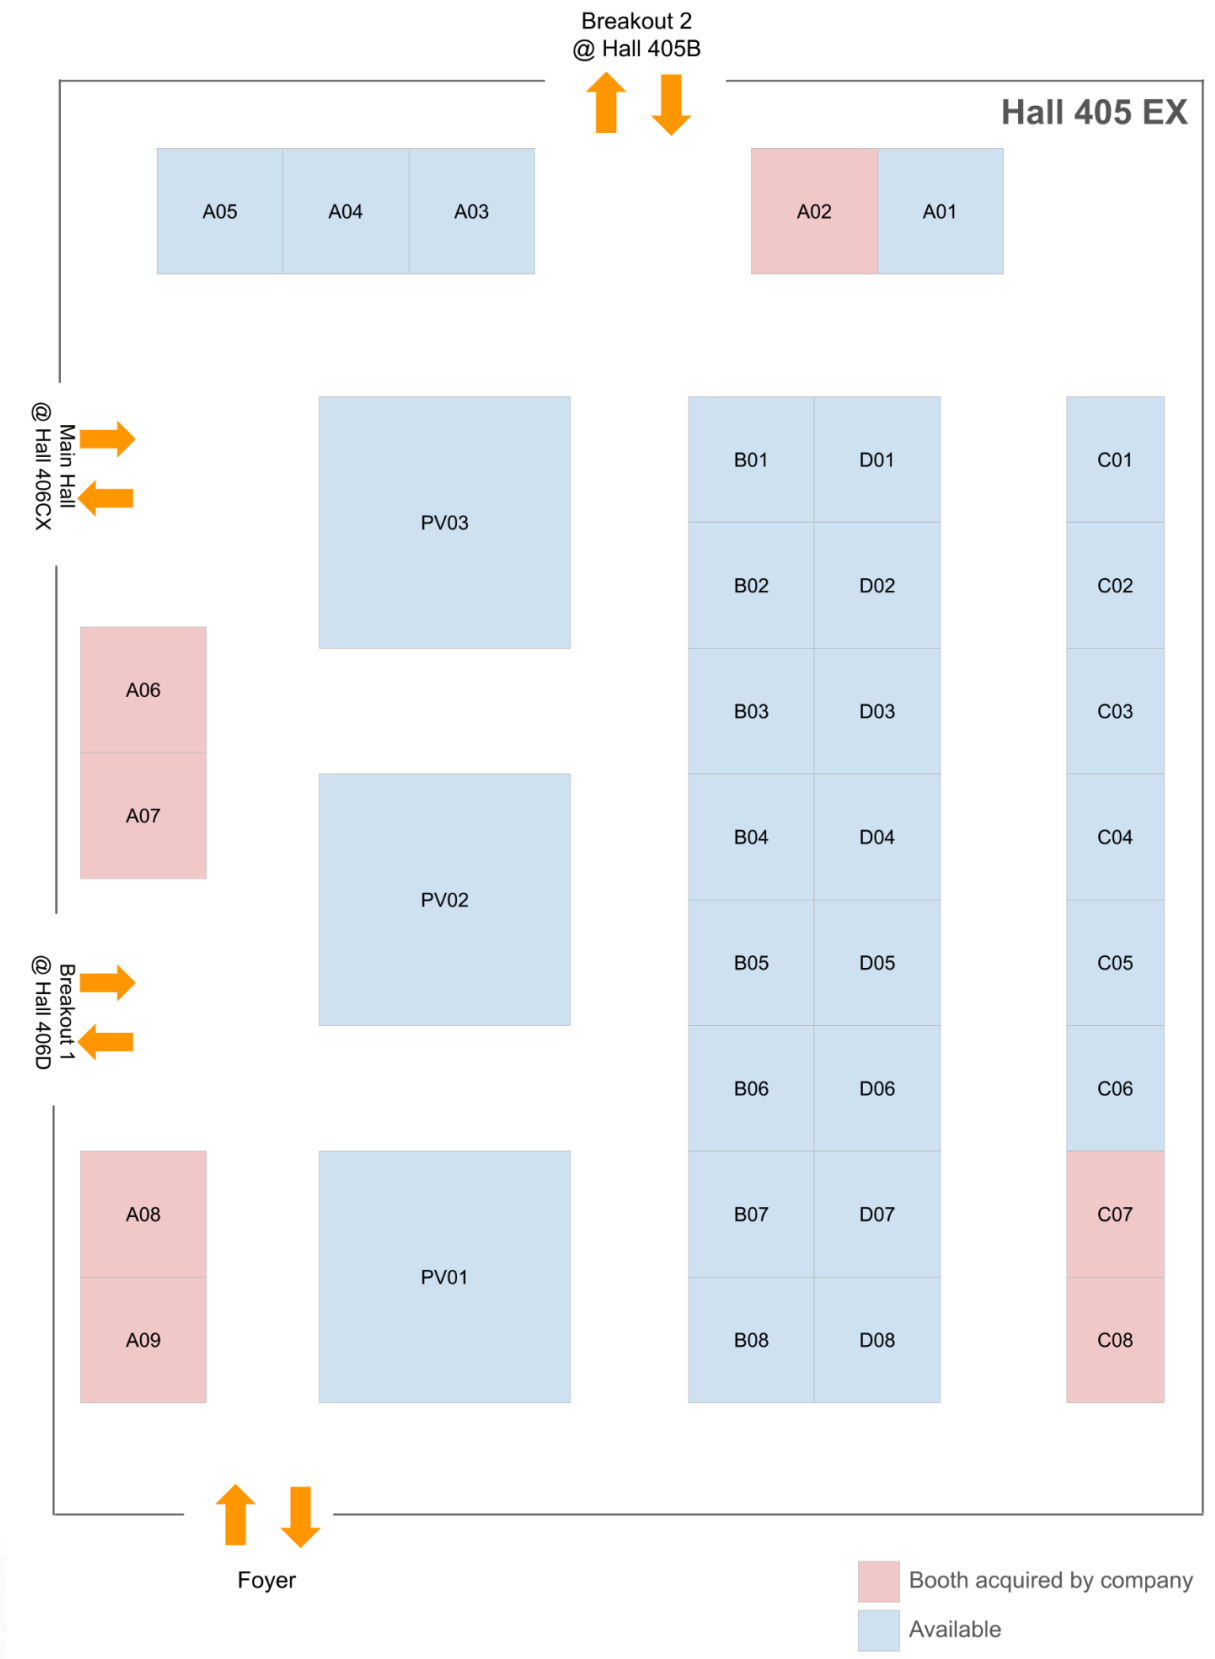 Breakout 2
@ Hall 405B
Hall 405 EX
A05
A04
A03
A02
A01
Main Hall
@ Hall 406CX
PV03
B01
D01
C01
B02
D02
C02
A06
B03
D03
C03
A07
PV02
B04
D04
C04
Breakout 1
@ Hall 406D
B05
D05
C05
B06
D06
C06
A08
PV01
B07
D07
C07
A09
B08
D08
C08
Foyer
Booth acquired by company
Available